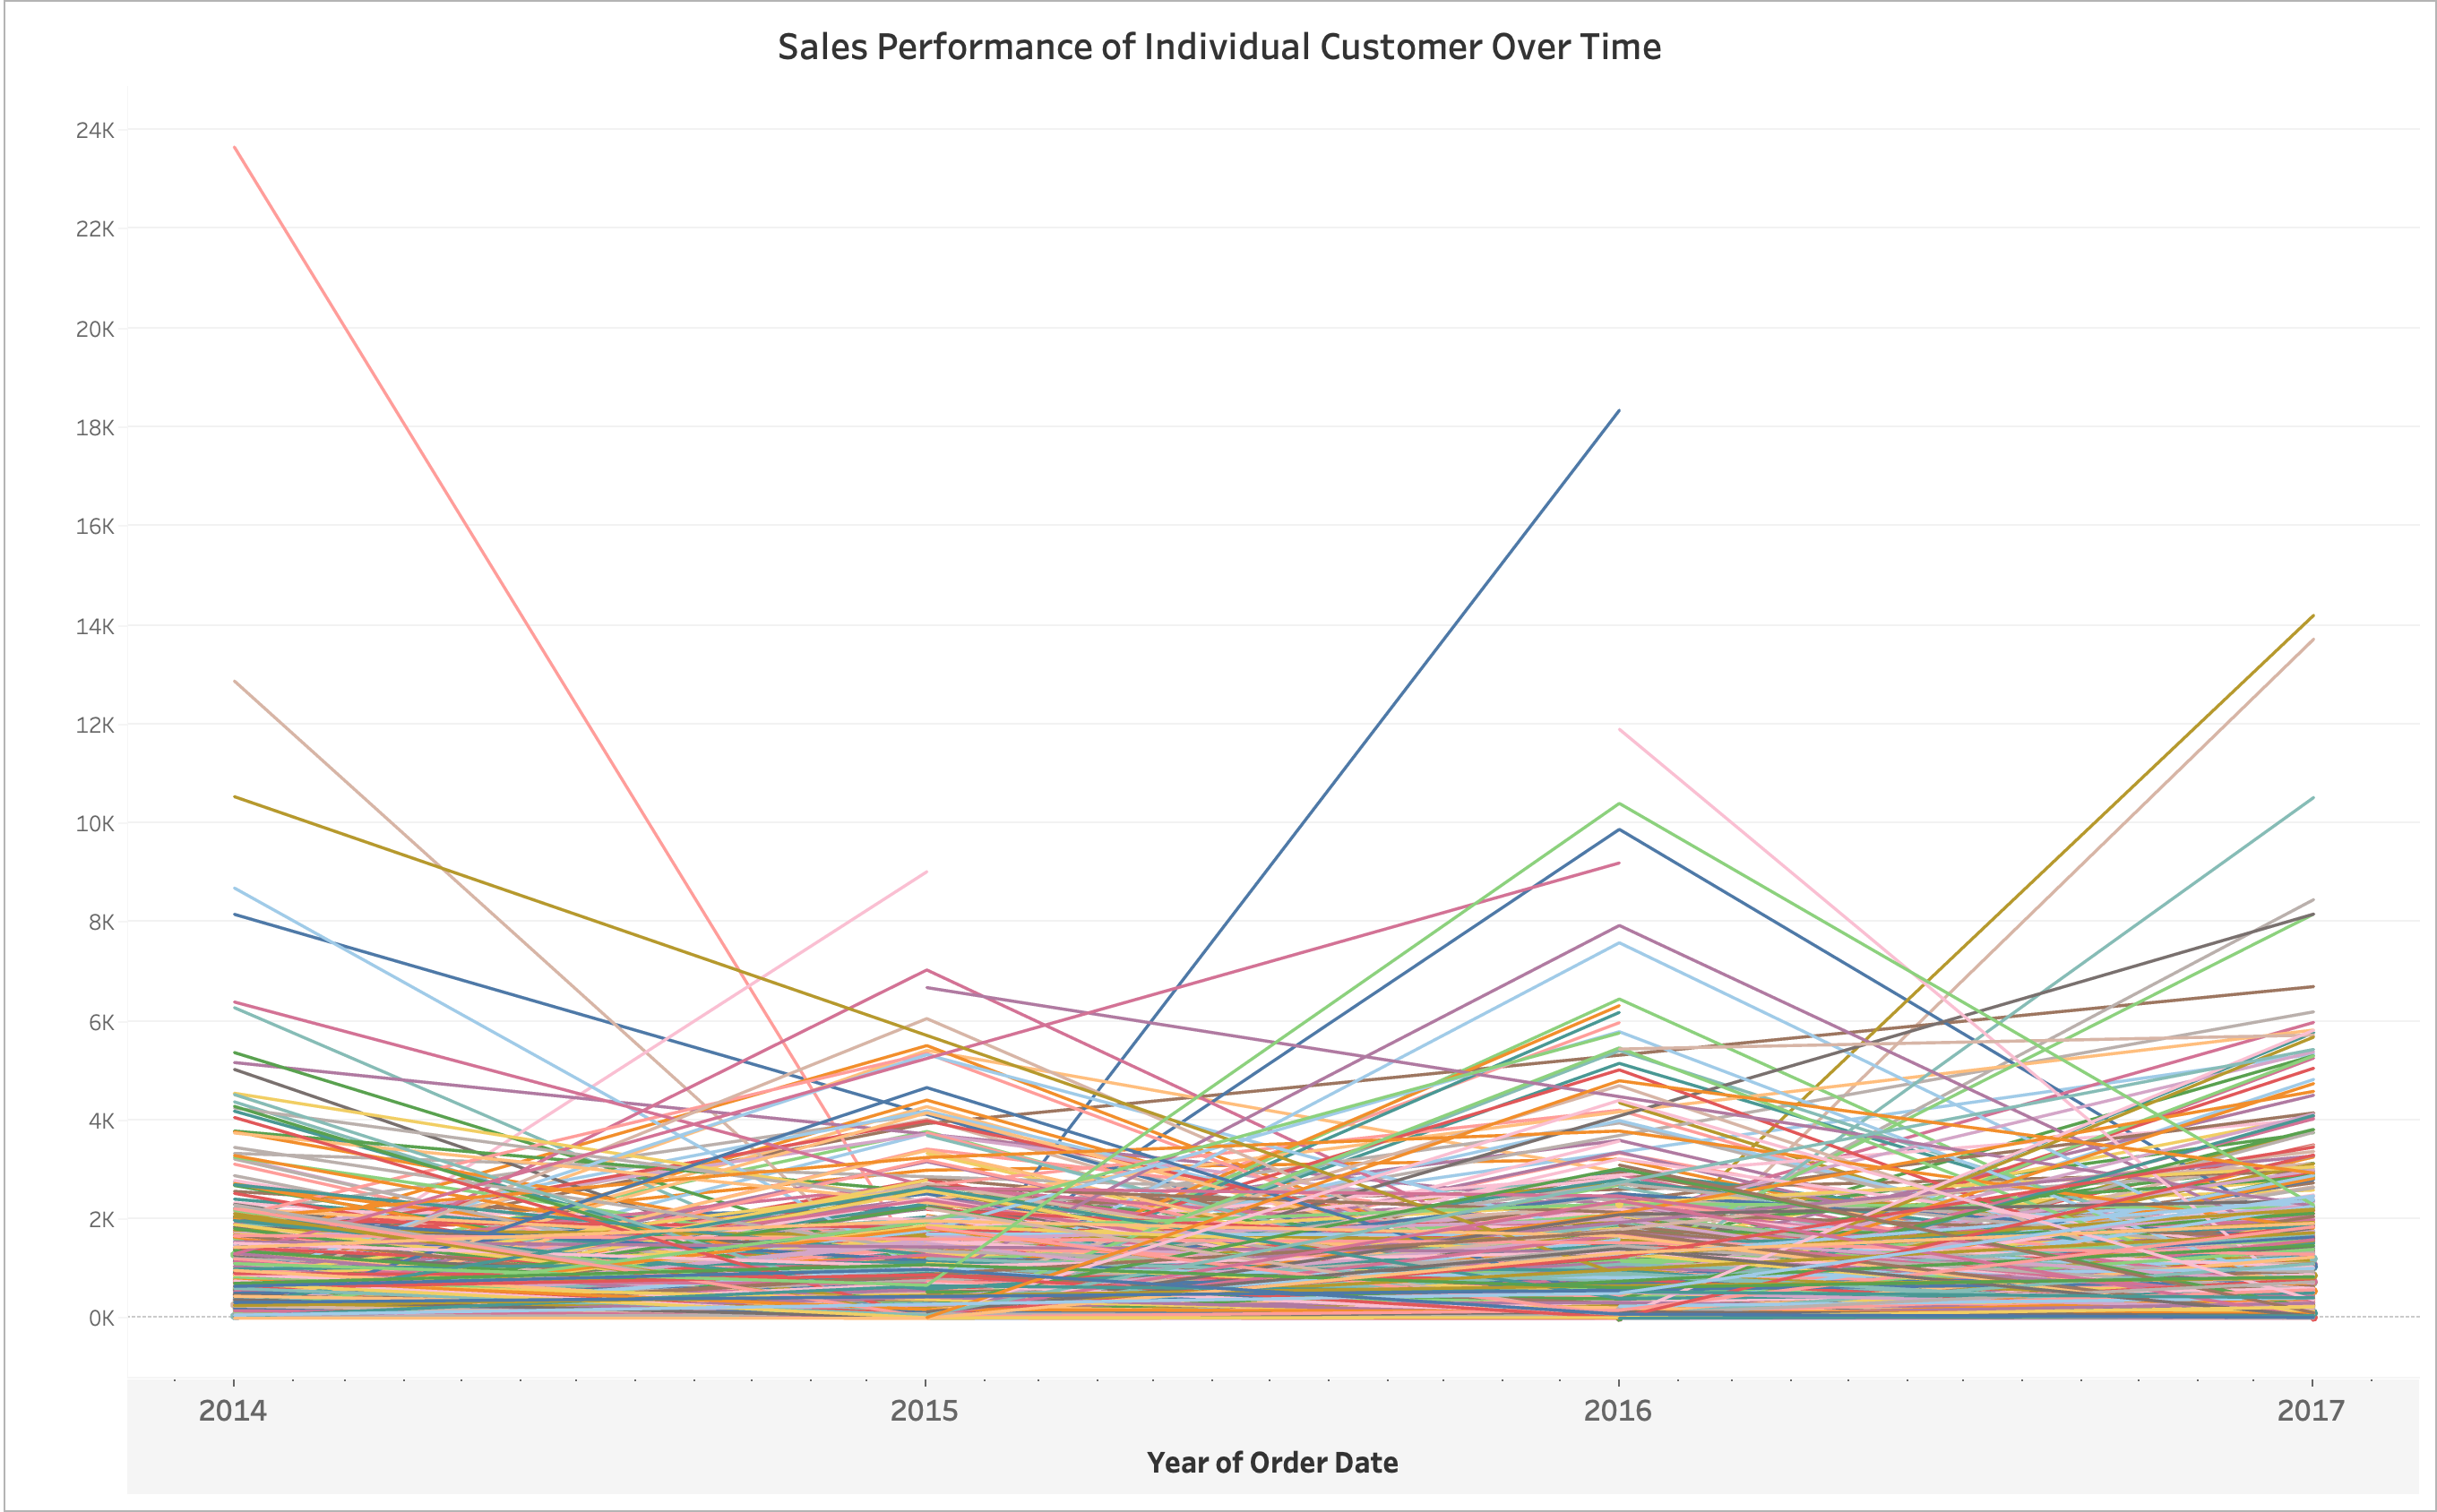 Sales Performance of Individual Customer Over Time
24K
22K
20K
18K
16K
14K
12K
10K
8K
6K
4K
2K
0K
2014 2015 2016 2017
Year of Order Date